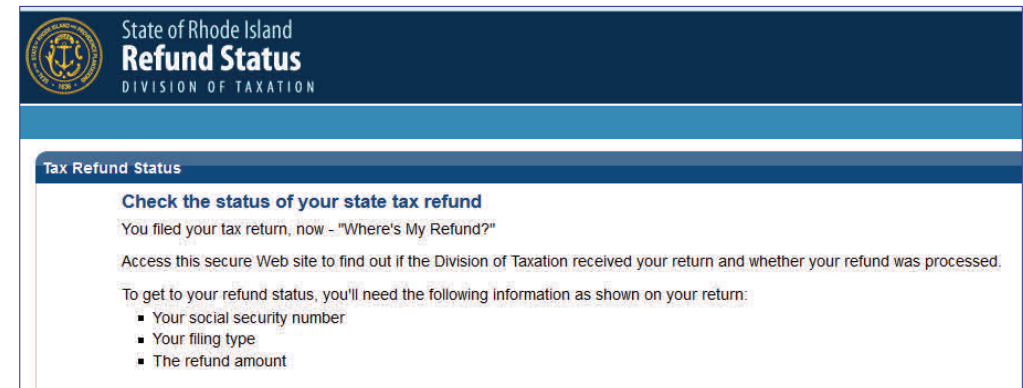 State of Rhode Island
Refund Status
DIVISION OF TAXATION
Tax Refund Status
Check the status of your state tax refund
You filed your tax return, now - "Where's My Refund?"
Access this secure Web site to find out if the Division of Taxation received your return and whether your refund was processed.
To get to your refund status, you'll need the following information as shown on your return:
▪ Your social security number
▪ Your filing type
▪ The refund amount